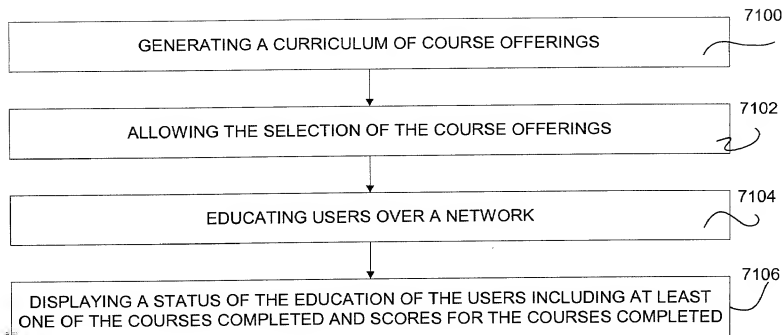 7100
GENERATING A CURRICULUM OF COURSE OFFERINGS
7102
ALLOWING THE SELECTION OF THE COURSE OFFERINGS
7104
EDUCATING USERS OVER A NETWORK
7106
DISPLAYING A STATUS OF THE EDUCATION OF THE USERS INCLUDING AT LEAST
ONE OF THE COURSES COMPLETED AND SCORES FOR THE COURSES COMPLETED